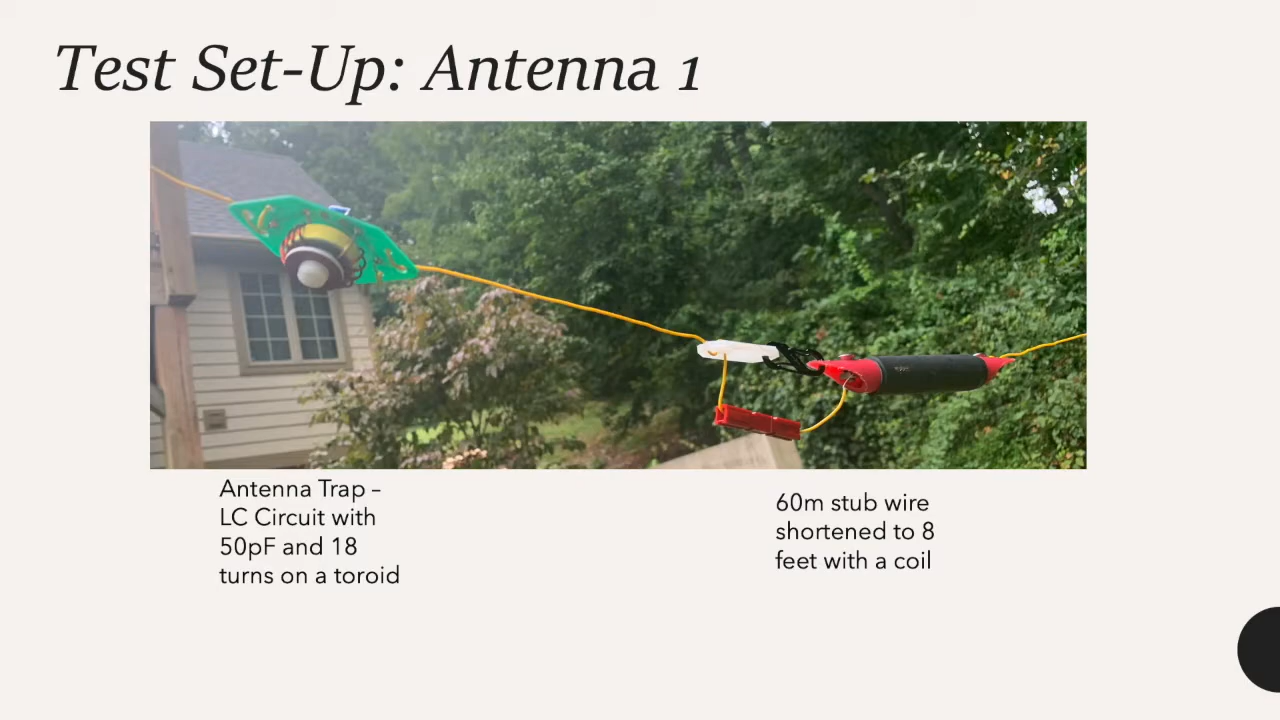 Test Set-Up: Antenna 1
Antenna Trap –
LC Circuit with
50pF and 18
turns on a toroid
60m stub wire
shortened to 8
feet with a coil